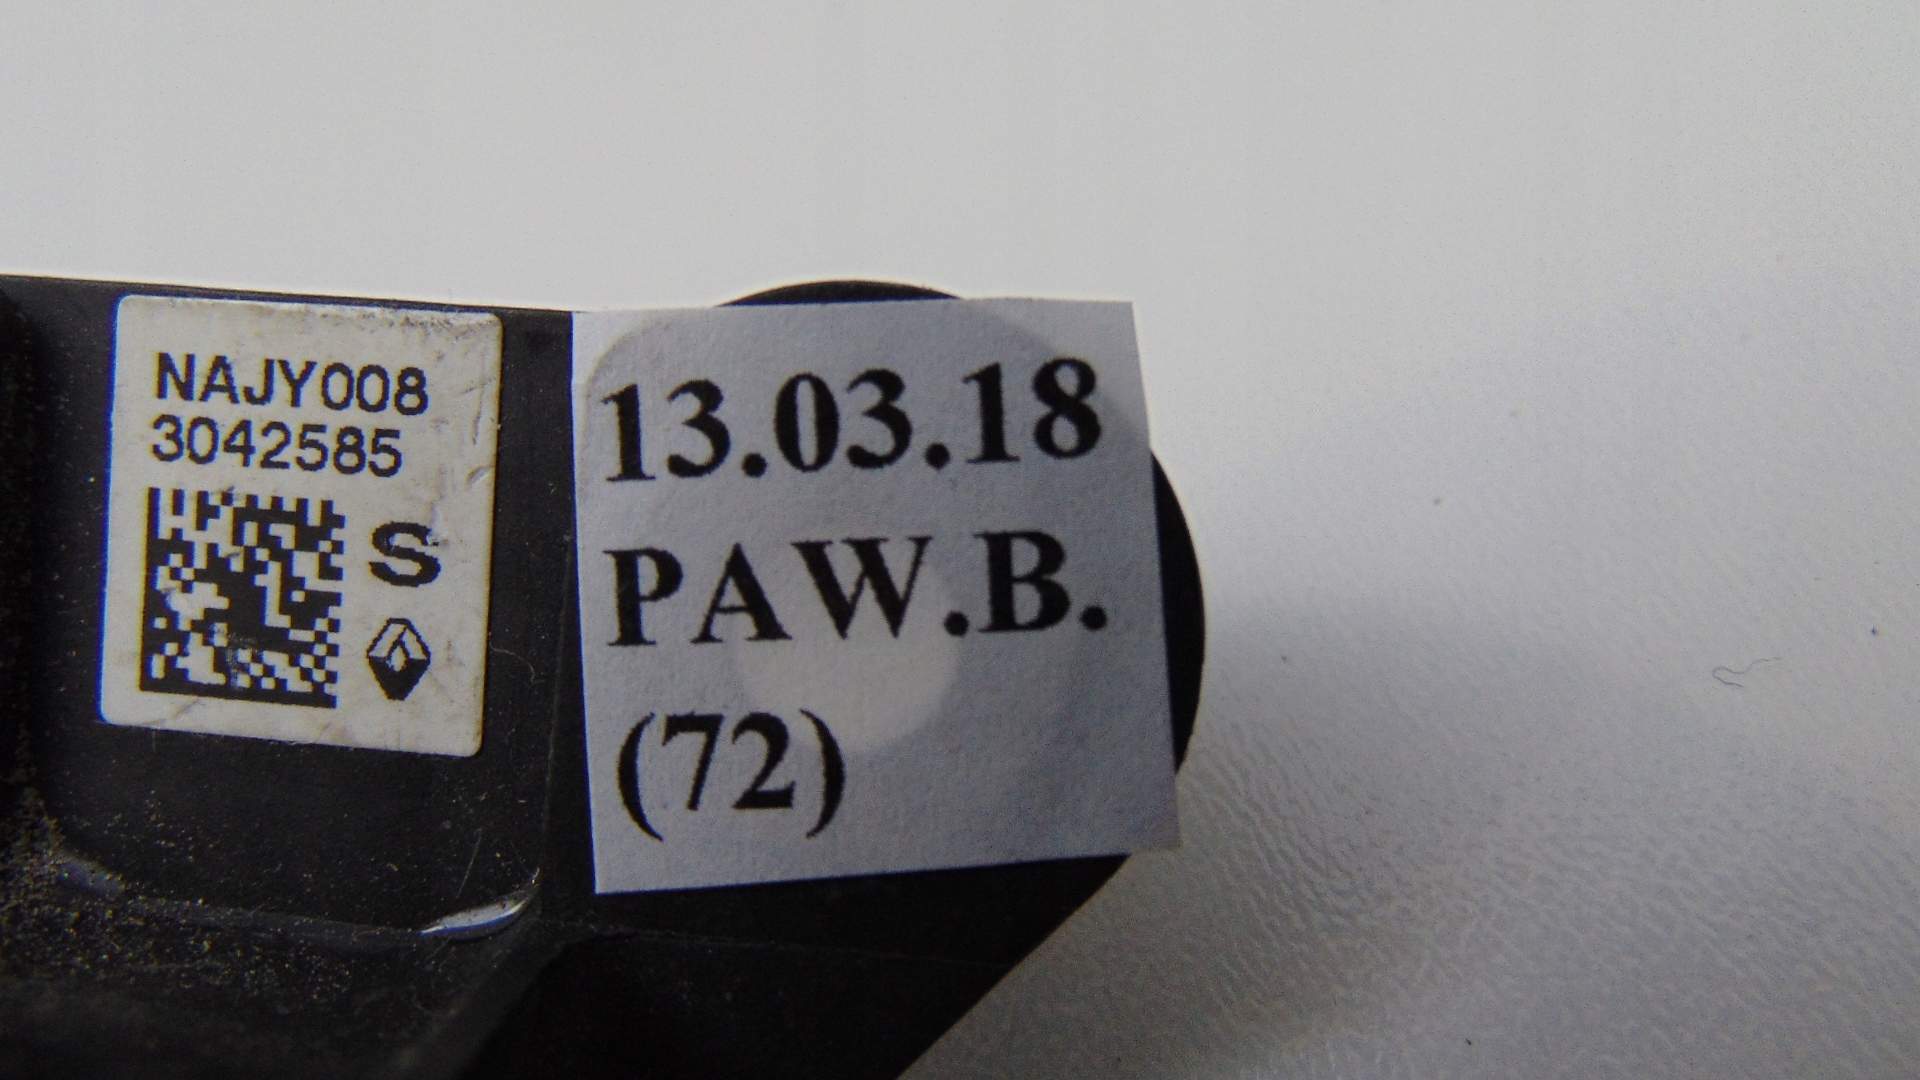 NAJY008
3042585
S
13.03.18
PAW.B.
(72)